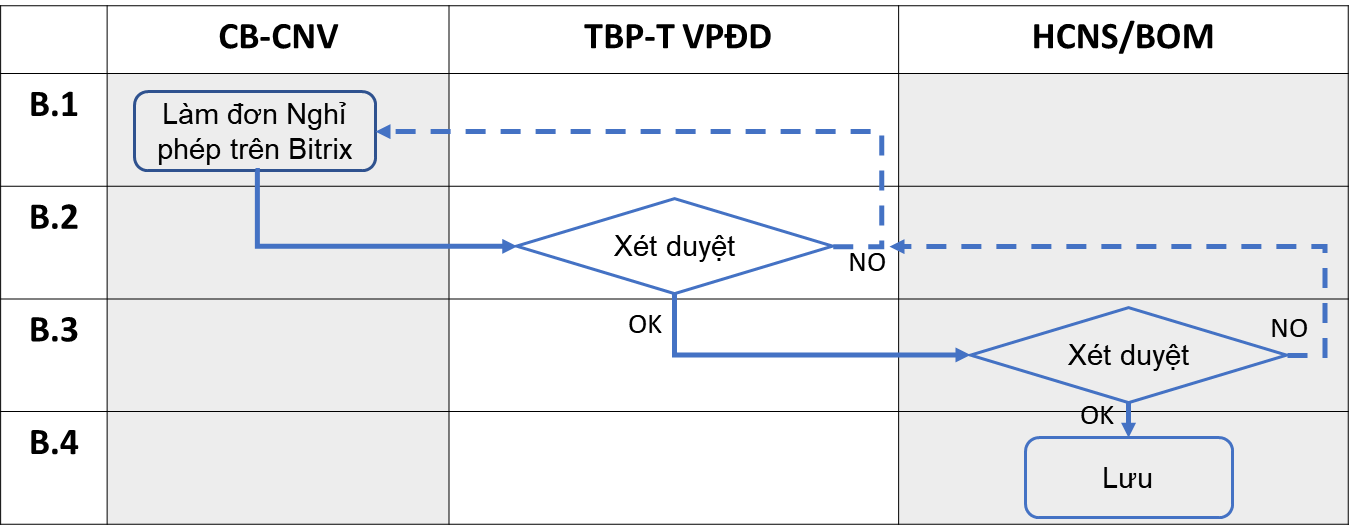 CB-CNV TBP-T VPĐD HCNS/BOM
B.1
Làm đơn Nghỉ
phép trên Bitrix
B.2
Xét duyệt
NO
B.3
OK
Xét duyệt
NO
OK
B.4
Lưu